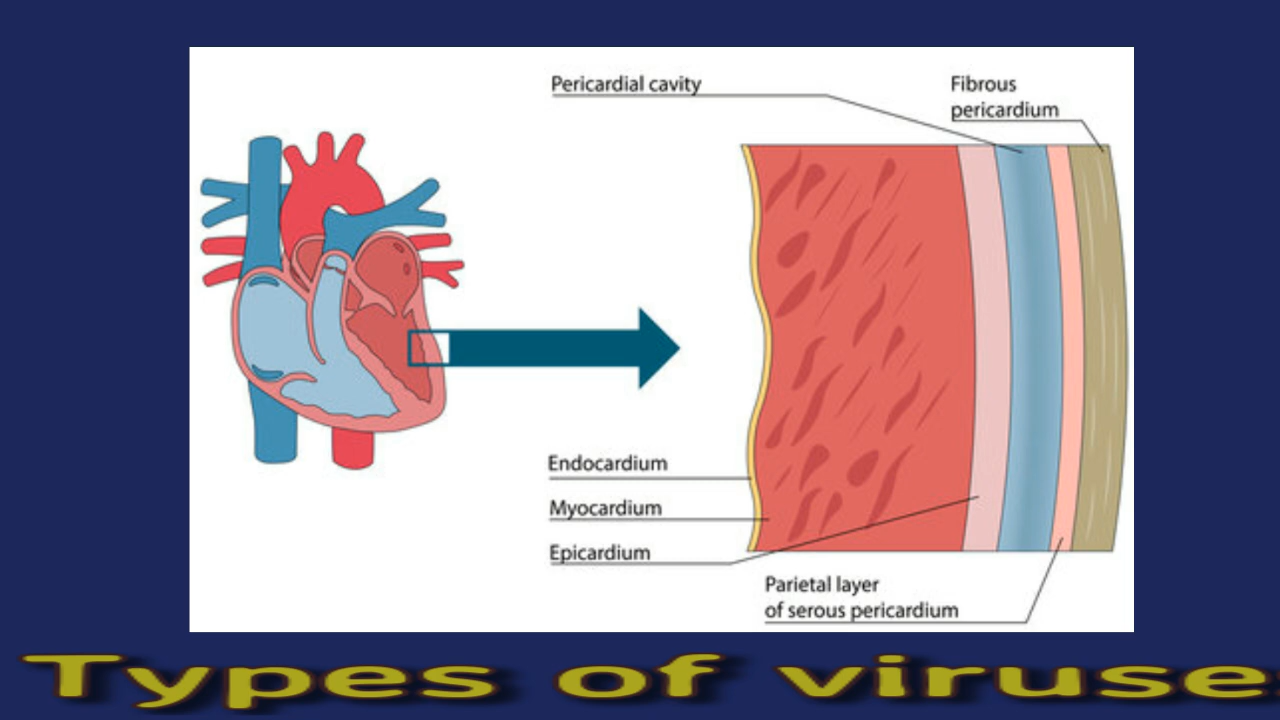 Pericardial cavity
Fibrous
pericardium
Endocardium
Myocardium
Epicardium
Parietal layer
of serous pericardium
Types of viruse